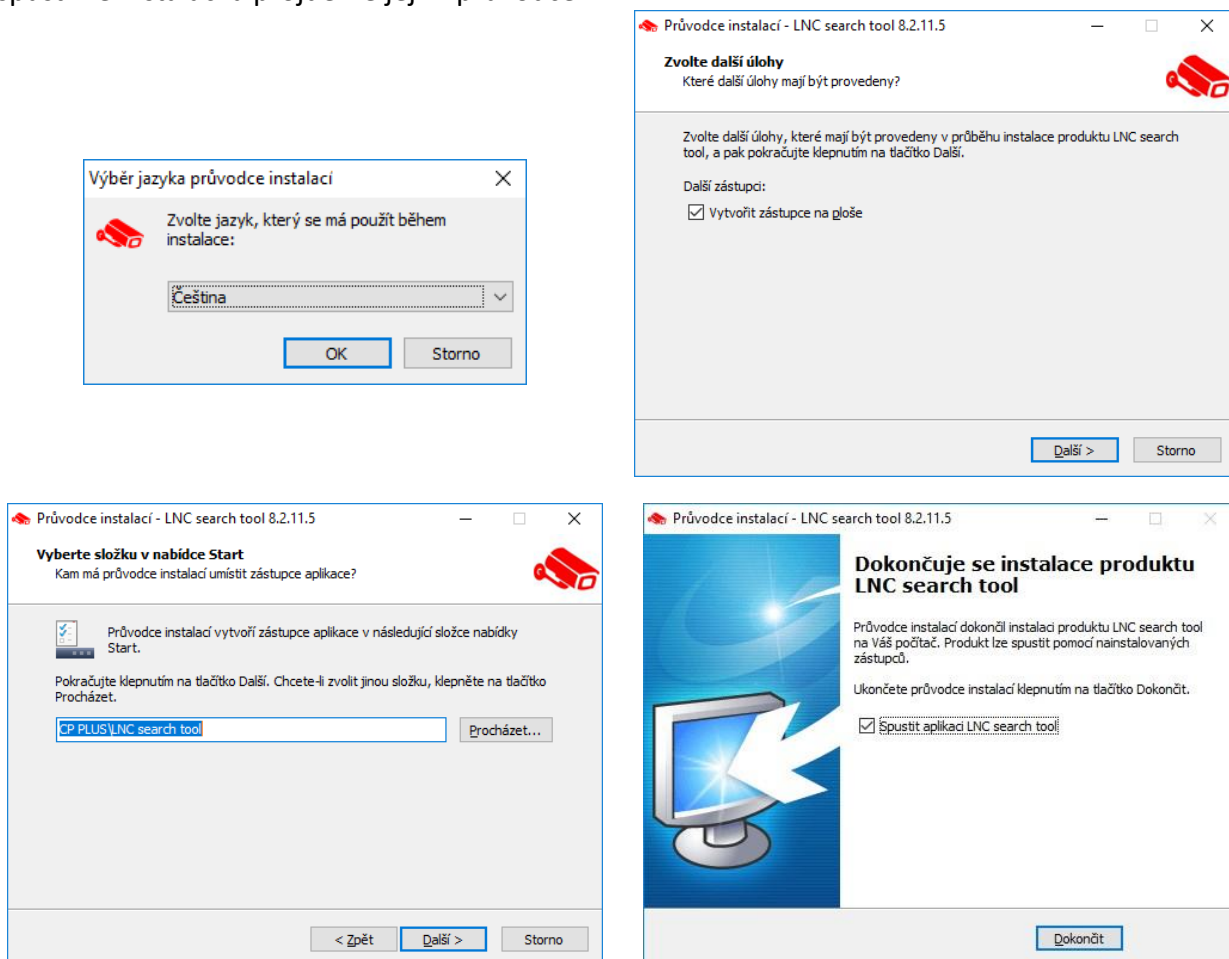 Průvodce instalací - LNC search tool 8.2.11.5
Zvolte další úlohy
Které další úlohy mají být provedeny?
Zvolte další úlohy, které mají být provedeny v průběhu instalace produktu LNC search
tool, a pak pokračujte klepnutím na tlačítko Další.
Další zástupci:
Vytvořit zástupce na ploše
Další >
Storno
Výběr jazyka průvodce instalací
Zvolte jazyk, který se má použít během
instalace:
Čeština
OK
Storno
Průvodce instalací - LNC search tool 8.2.11.5
Vyberte složku v nabídce Start
Kam má průvodce instalací umístit zástupce aplikace?
Průvodce instalací vytvoří zástupce aplikace v následující složce nabídky
Start.
Pokračujte klepnutím na tlačítko Další. Chcete-li zvolit jinou složku, klepněte na tlačítko
Procházet.
CP PLUS\LNC search tool
Procházet...
< Zpět
Další >
Storno
Průvodce instalací - LNC search tool 8.2.11.5
Dokončuje se instalace produktu
LNC search tool
Průvodce instalací dokončil instalaci produktu LNC search tool
na Váš počítač. Produkt lze spustit pomocí nainstalovaných
zástupců.
Ukončete průvodce instalací klepnutím na tlačítko Dokončit.
Spustit aplikaci LNC search tool
Dokončit